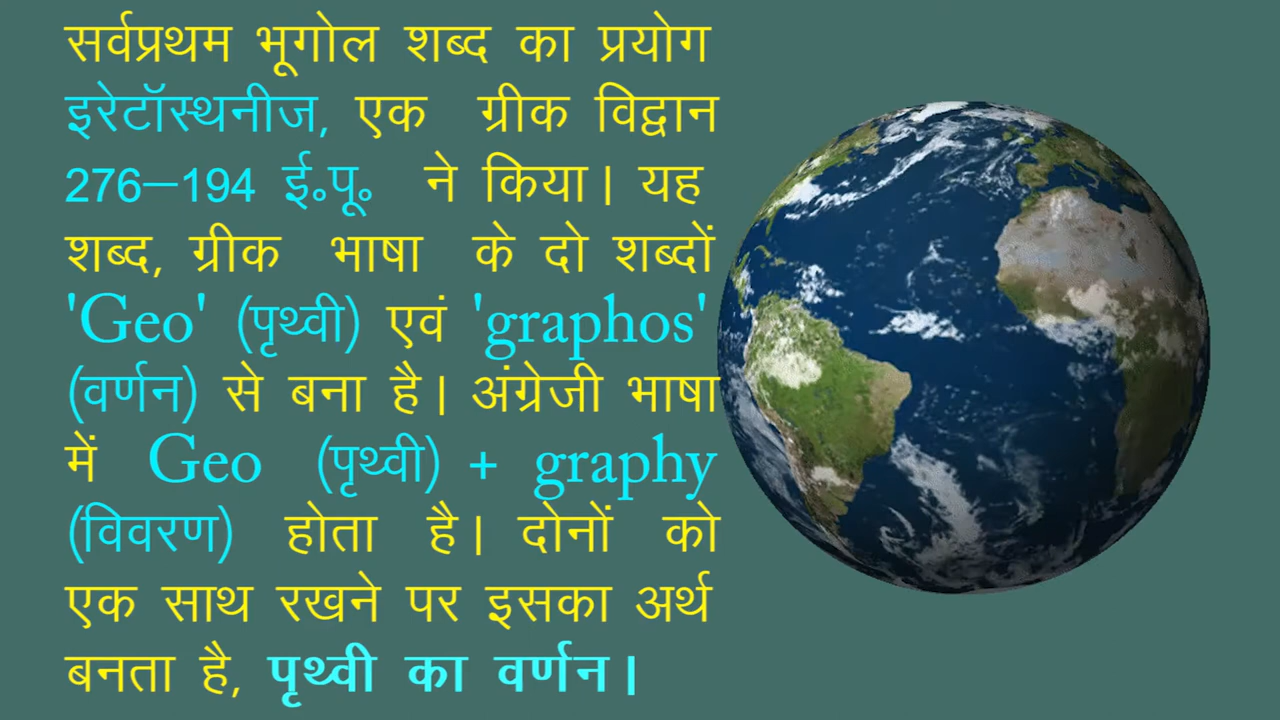 सर्वप्रथम भूगोल शब्द का प्रयोग
इरेटॉस्थनीज, एक ग्रीक विद्वान
276–194 ई॰पू॰ ने किया। यह
शब्द, ग्रीक भाषा के दो शब्दों
'Geo' (पृथ्वी) एवं 'graphos'
(वर्णन) से बना है। अंग्रेजी भाषा
में Geo (पृथ्वी) + graphy
(विवरण) होता है। दोनों को
एक साथ रखने पर इसका अर्थ
बनता है, पृथ्वी का वर्णन।